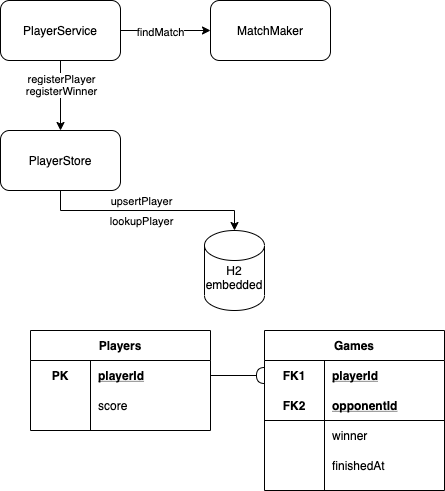 PlayerService
findMatch
MatchMaker
registerPlayer
registerWinner
PlayerStore
upsertPlayer
lookupPlayer
H2
embedded
Players
PK playerId
score
Games
FK1 playerId
FK2 opponentId
winner
finishedAt